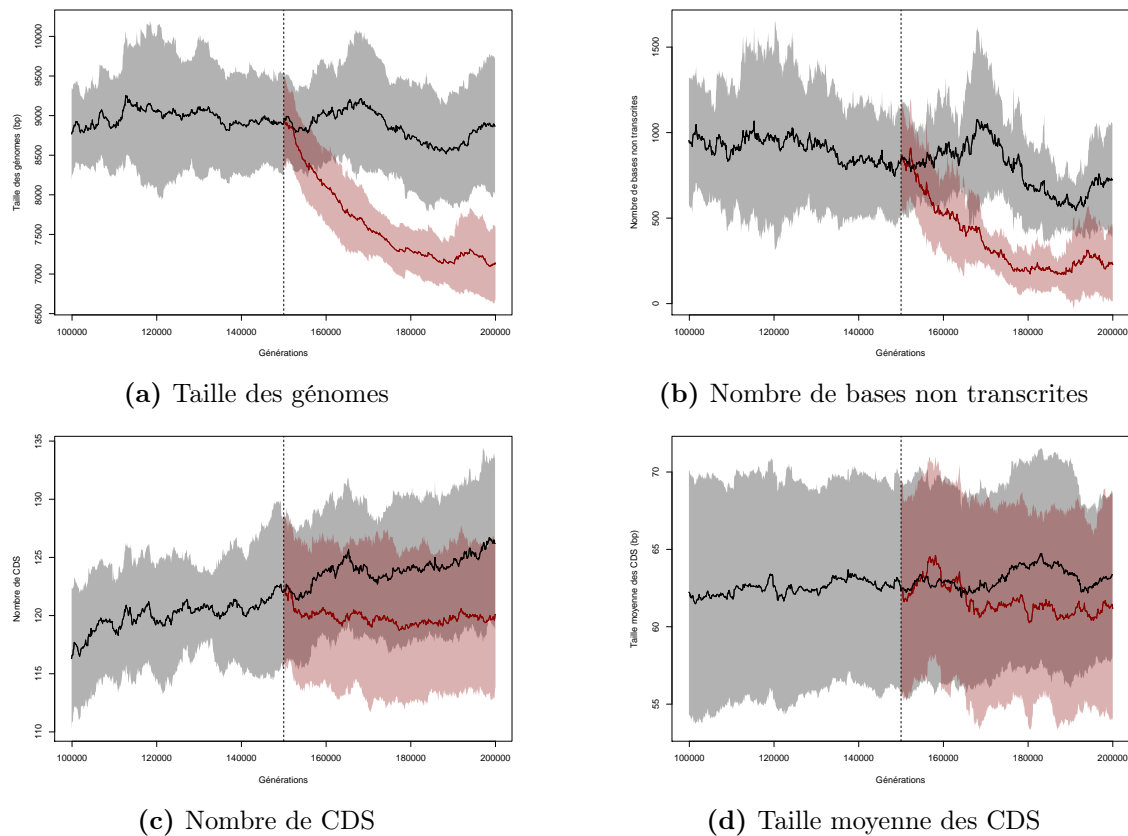 Taille des génomes (bp)
6500 7000 7500 8000 8500 9000 9500 10000
100000 120000 140000 160000 180000 200000
Générations
(a) Taille des génomes
Nombre de bases non transcrites
0 500 1000 1500
100000 120000 140000 160000 180000 200000
Générations
(b) Nombre de bases non transcrites
Nombre de CDS
110 115 120 125 130 135
100000 120000 140000 160000 180000 200000
Générations
(c) Nombre de CDS
Taille moyenne des CDS (bp)
55 60 65 70
100000 120000 140000 160000 180000 200000
Générations
(d) Taille moyenne des CDS